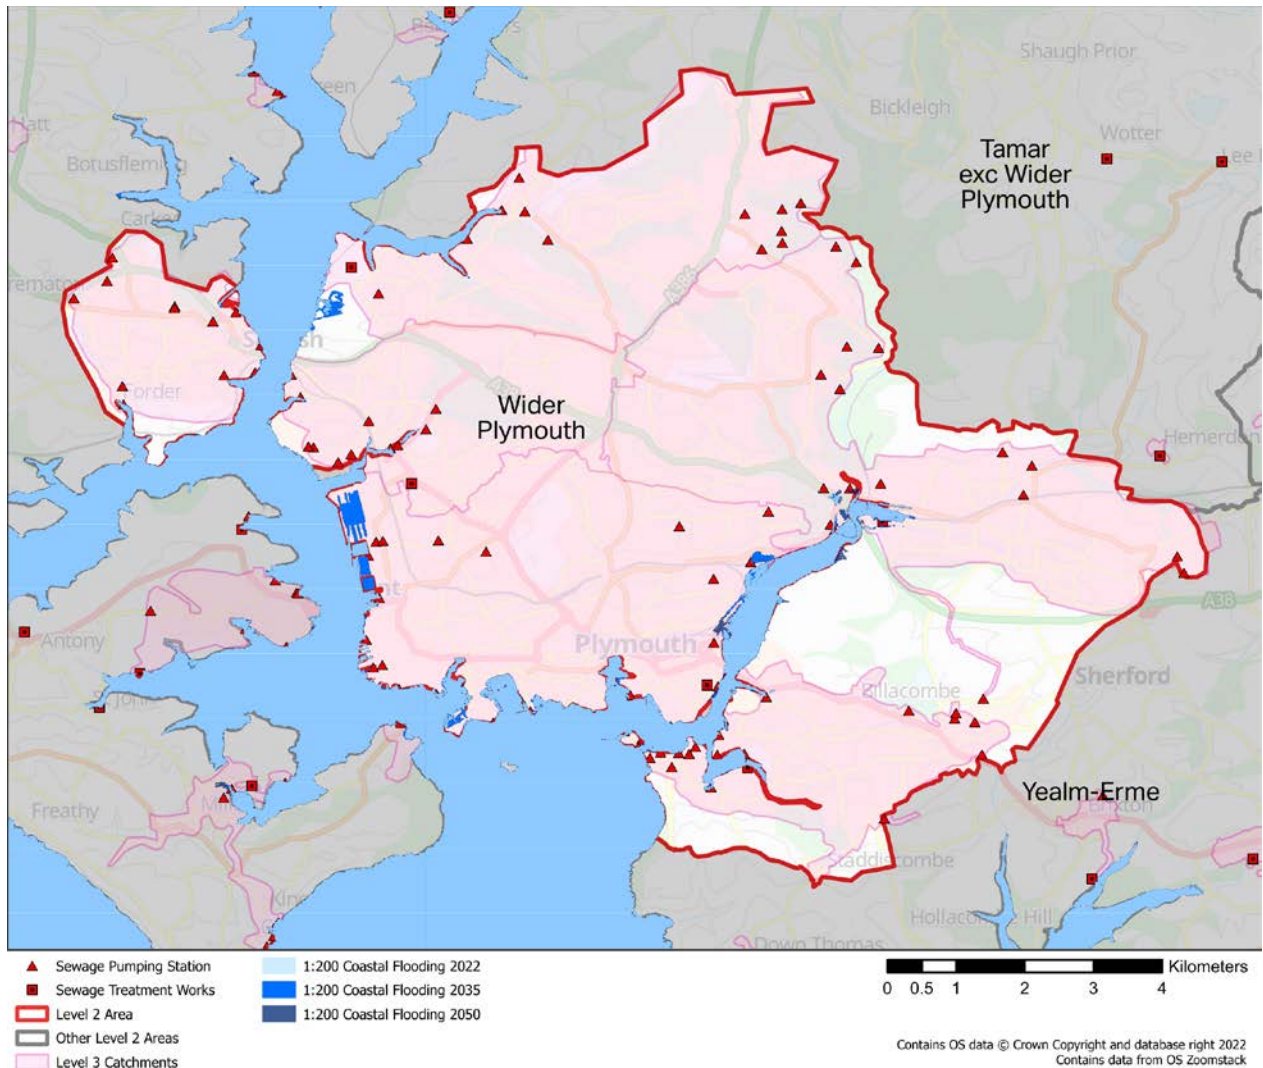 Shaugh Prior
Bickleigh
Wotter
Tamar
exc Wider
Plymouth
Botusfleming
Forder
A386
Wider
Plymouth
Hemerdon
A38
Plymouth
Antony
Sherford
Billacombe
Yealm-Erme
Freathy
Staddiscombe
Down Thomas
Sewage Pumping Station
Sewage Treatment Works
Level 2 Area
Other Level 2 Areas
Level 3 Catchments
1:200 Coastal Flooding 2022
1:200 Coastal Flooding 2035
1:200 Coastal Flooding 2050
Kilometers
0 0.5 1 2 3 4
Contains OS data © Crown Copyright and database right 2022
Contains data from OS Zoomstack